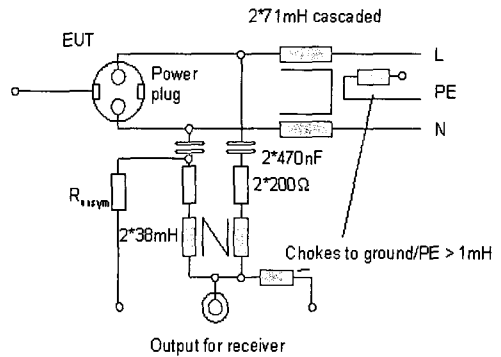 2*71mH cascaded
EUT
Power
plug
L
PE
N
2*470nF
2*200Ω
Runsym
2*38mH
Chokes to ground/PE > 1mH
Output for receiver